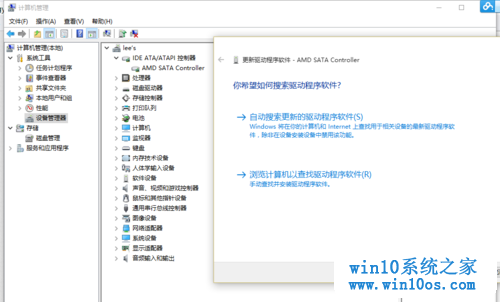 计算机管理
文件(F) 操作(A) 查看(V) 帮助(H)
计算机管理(本地)
系统工具
任务计划程序
事件查看器
共享文件夹
本地用户和组
性能
设备管理器
存储
磁盘管理
服务和应用程序
lee's
IDE ATA/ATAPI 控制器
AMD SATA Controller
处理器
磁盘驱动器
存储控制器
打印队列
电池
计算机
监视器
键盘
内存技术设备
人体学输入设备
软件设备
声音、视频和游戏控制器
鼠标和其他指针设备
通用串行总线控制器
图像设备
网络适配器
系统设备
显示适配器
音频输入和输出
更新驱动程序软件 - AMD SATA Controller
你希望如何搜索驱动程序软件?
自动搜索更新的驱动程序软件(S)
Windows 将在你的计算机和 Internet 上查找用于相关设备的最新驱动程序软
件,除非在设备安装设置中禁用该功能。
浏览计算机以查找驱动程序软件(R)
手动查找并安装驱动程序软件。
win10系统之家
www.win10os.com